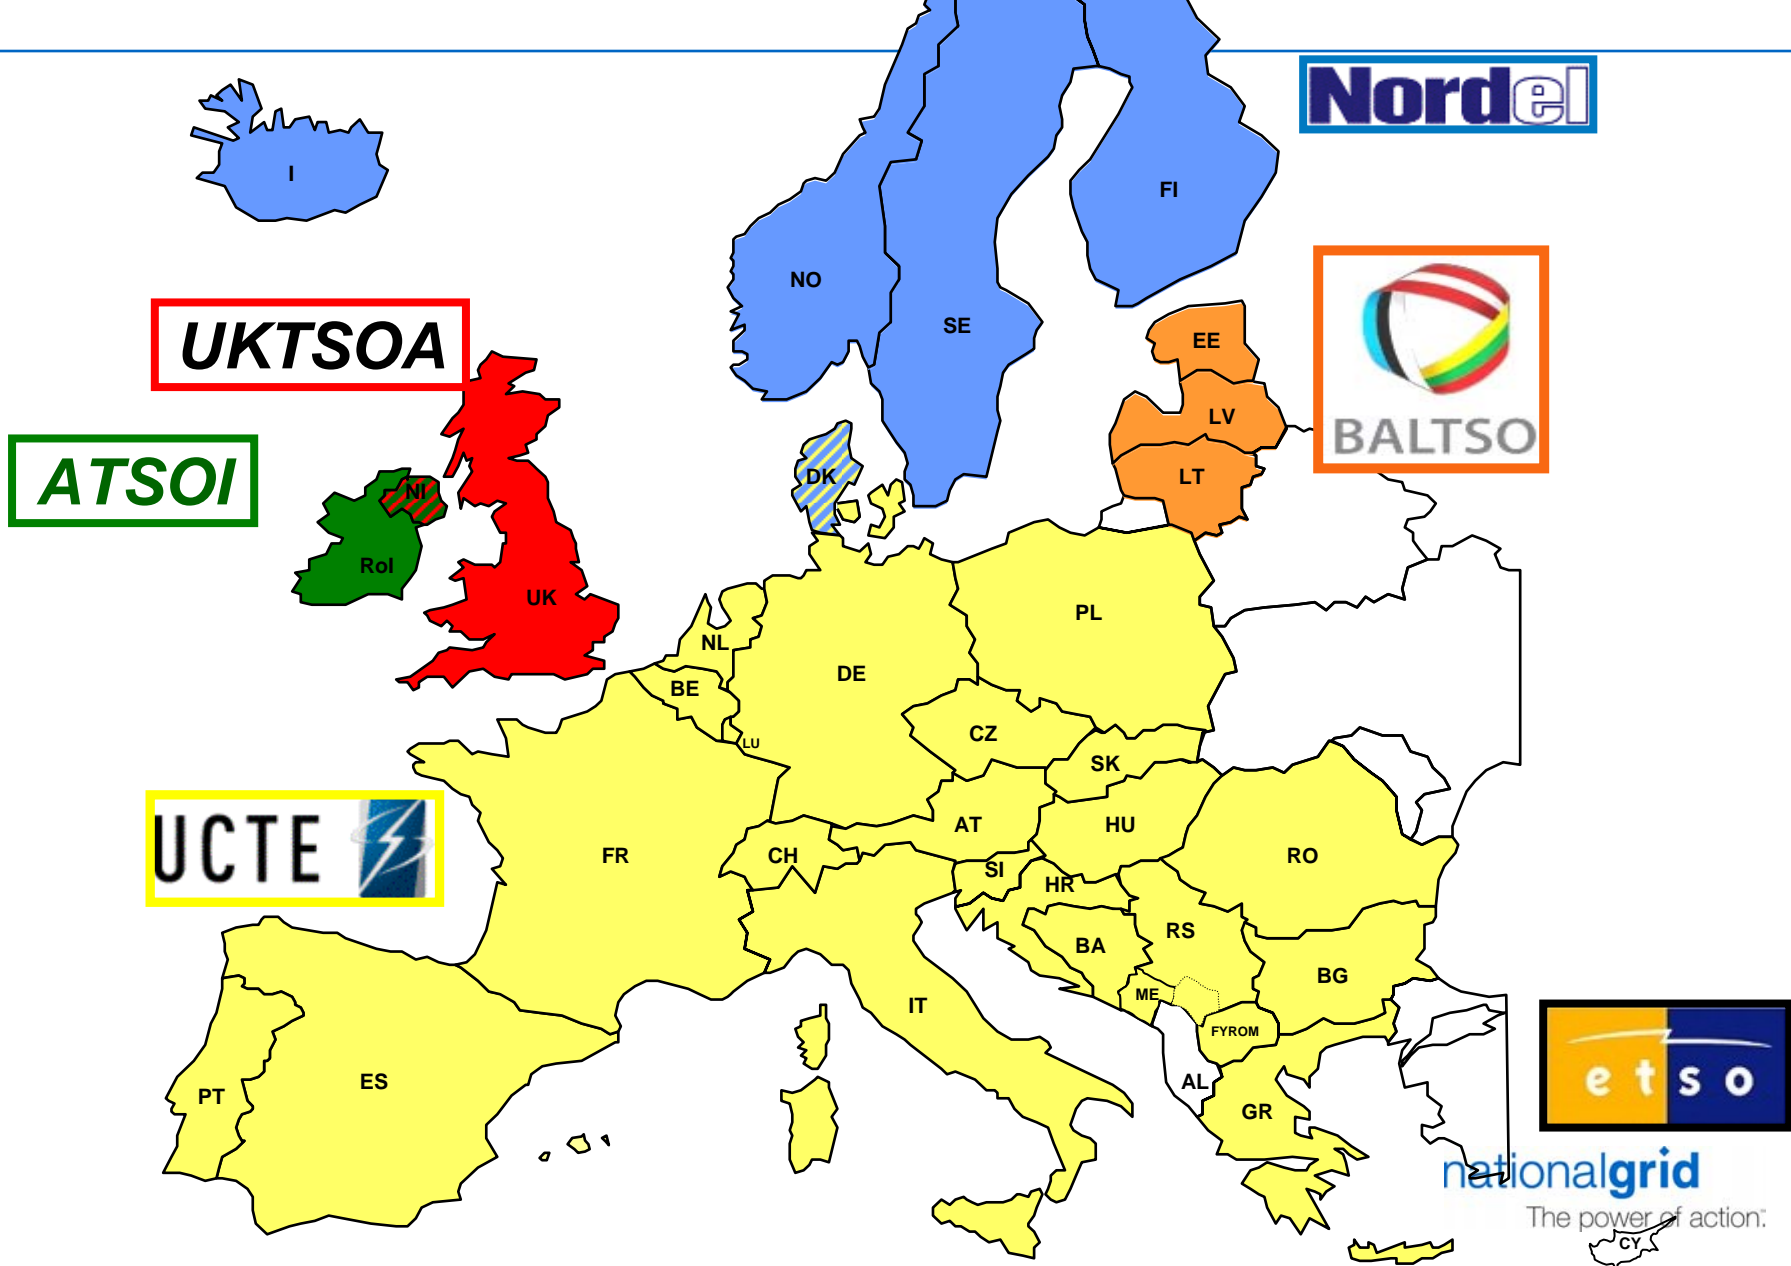 Nordel
I
FI
NO
SE
UKTSOA
EE
LV
BALTSO
ATSOI
DK
LT
NI
RoI
UK
PL
NL
DE
BE
CZ
LU
SK
UCTE
AT
HU
FR
CH
RO
SI
HR
RS
BA
BG
ME
IT
FYROM
etso
AL
ES
PT
GR
nationalgrid
The power of action.
CY